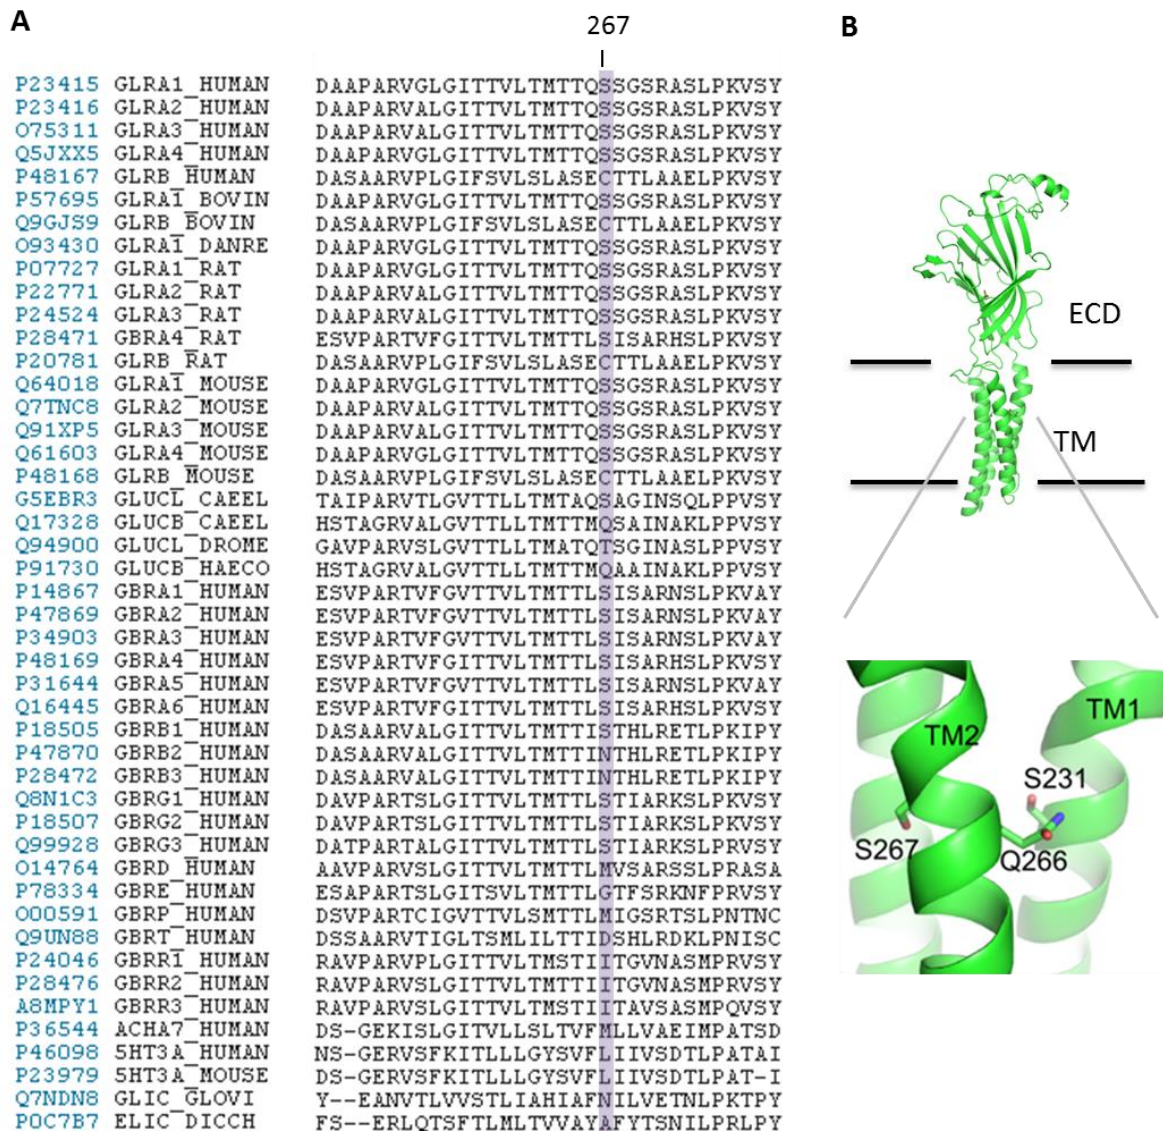 A
B
267
P23415 GLRA1_HUMAN DAAPARVGLGITTVLTMTTQSSGSRASLPKVSY
P23416 GLRA2_HUMAN DAAPARVALGITTVLTMTTQSSGSRASLPKVSY
O75311 GLRA3_HUMAN DAAPARVALGITTVLTMTTQSSGSRASLPKVSY
Q5JXX5 GLRA4_HUMAN DAAPARVGLGITTVLTMTTQSSGSRASLPKVSY
P48167 GLRB_HUMAN DASAARVPLGIFSVLSLASECTTLAAELPKVSY
P57695 GLRA1_BOVIN DAAPARVGLGITTVLTMTTQSSGSRASLPKVSY
Q9GJS9 GLRB_BOVIN DASAARVPLGIFSVLSLASECTTLAAELPKVSY
O93430 GLRA1_DANRE DAAPARVGLGITTVLTMTTQSSGSRASLPKVSY
P07727 GLRA1_RAT DAAPARVGLGITTVLTMTTQSSGSRASLPKVSY
P22771 GLRA2_RAT DAAPARVALGITTVLTMTTQSSGSRASLPKVSY
P24524 GLRA3_RAT DAAPARVALGITTVLTMTTQSSGSRASLPKVSY
P28471 GBRA4_RAT ESVPARTVFGITTVLTMTTLSISARHSLPKVSY
P20781 GLRB_RAT DASAARVPLGIFSVLSLASECTTLAAELPKVSY
Q64018 GLRA1_MOUSE DAAPARVGLGITTVLTMTTQSSGSRASLPKVSY
Q7TNC8 GLRA2_MOUSE DAAPARVALGITTVLTMTTQSSGSRASLPKVSY
Q91XP5 GLRA3_MOUSE DAAPARVALGITTVLTMTTQSSGSRASLPKVSY
Q61603 GLRA4_MOUSE DAAPARVGLGITTVLTMTTQSSGSRASLPKVSY
P48168 GLRB_MOUSE DASAARVPLGIFSVLSLASECTTLAAELPKVSY
G5EBR3 GLUCL_CAEEL TAIPARVTLGVTTLLTMTAQSAGINSQLPPVSY
Q17328 GLUCB_CAEEL HSTAGRVALGVTTLLTMTTMQSAINAKLPPVSY
Q94900 GLUCL_DROME GAVPARVSLGVTTLLTMATQTSGINASLPPVSY
P91730 GLUCB_HAECO HSTAGRVALGVTTLLTMTTMQAAINAKLPPVSY
P14867 GBRA1_HUMAN ESVPARTVFGVTTVLTMTTLSISARNSLPKVAY
P47869 GBRA2_HUMAN ESVPARTVFGVTTVLTMTTLSISARNSLPKVAY
P34903 GBRA3_HUMAN ESVPARTVFGVTTVLTMTTLSISARNSLPKVAY
P48169 GBRA4_HUMAN ESVPARTVFGITTVLTMTTLSISARHSLPKVSY
P31644 GBRA5_HUMAN ESVPARTVFGVTTVLTMTTLSISARNSLPKVAY
Q16445 GBRA6_HUMAN ESVPARTVFGITTVLTMTTLSISARHSLPKVSY
P18505 GBRB1_HUMAN DASAARVALGITTVLTMTTISTHLRETLPKIPY
P47870 GBRB2_HUMAN DASAARVALGITTVLTMTTINTHLRETLPKIPY
P28472 GBRB3_HUMAN DASAARVALGITTVLTMTTINTHLRETLPKIPY
Q8N1C3 GBRG1_HUMAN DAVPARTSLGITTVLTMTTLSTIARKSLPKVSY
P18507 GBRG2_HUMAN DAVPARTSLGITTVLTMTTLSTIARKSLPKVSY
Q99928 GBRG3_HUMAN DATPARTALGITTVLTMTTLSTIARKSLPRVSY
O14764 GBRD_HUMAN AAVPARVSLGITTVLTMTTLMVSARSSLPRASA
P78334 GBRE_HUMAN ESAPARTSLGITSVLTMTTLGTFSRKNFPRVSY
O00591 GBRP_HUMAN DSVPARTCIGVTTVLSMTTLMIGSRTSLPNTNC
Q9UN88 GBRT_HUMAN DSSAARVTIGLTSMLILTTIDSHLRDKLPNISC
P24046 GBRR1_HUMAN RAVPARVPLGITTVLTMSTIITGVNASMPRVSY
P28476 GBRR2_HUMAN RAVPARVSLGITTVLTMTTIITGVNASMPRVSY
A8MPY1 GBRR3_HUMAN RAVPARVSLGITTVLTMSTIITAVSASMPQVSY
P36544 ACHA7_HUMAN DS-GEKISLGITVLLSLTVFMLLVAEIMPATSD
P46098 5HT3A_HUMAN NS-GERVSFKITLLLGYSVFLIIVSDTLPATAI
P23979 5HT3A_MOUSE DS-GERVSFKITLLLGYSVFLIIVSDTLPAT-I
Q7NDN8 GLIC_GLOVI Y--EANVTLVVSTLIAHIAFNILVETNLPKTPY
P0C7B7 ELIC_DICCH FS--ERLQTSFTLMLTVVAYAFYTSNILPRLPY
ECD
TM
TM1
TM2
S231
S267
Q266